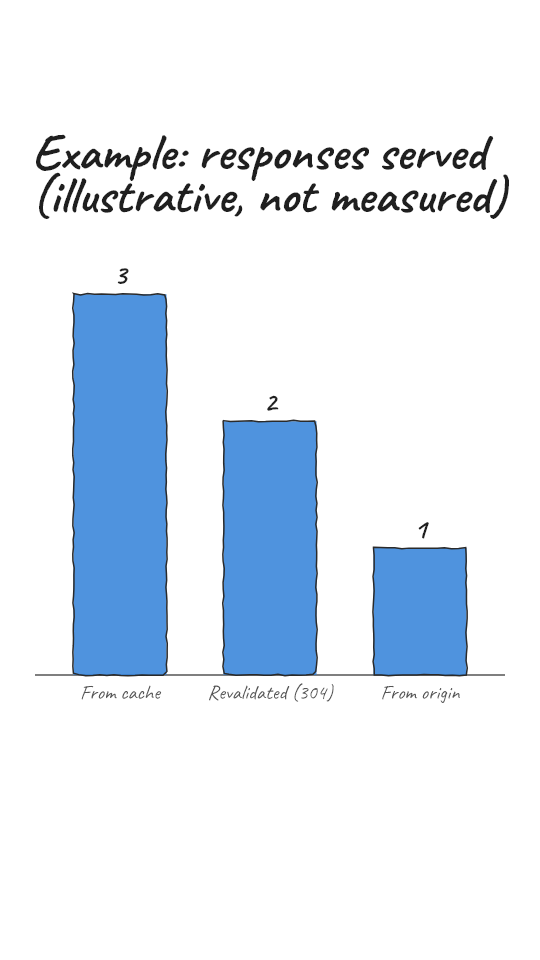 Example: responses served
(illustrative, not measured)
3
2
1
From cache
Revalidated (304)
From origin